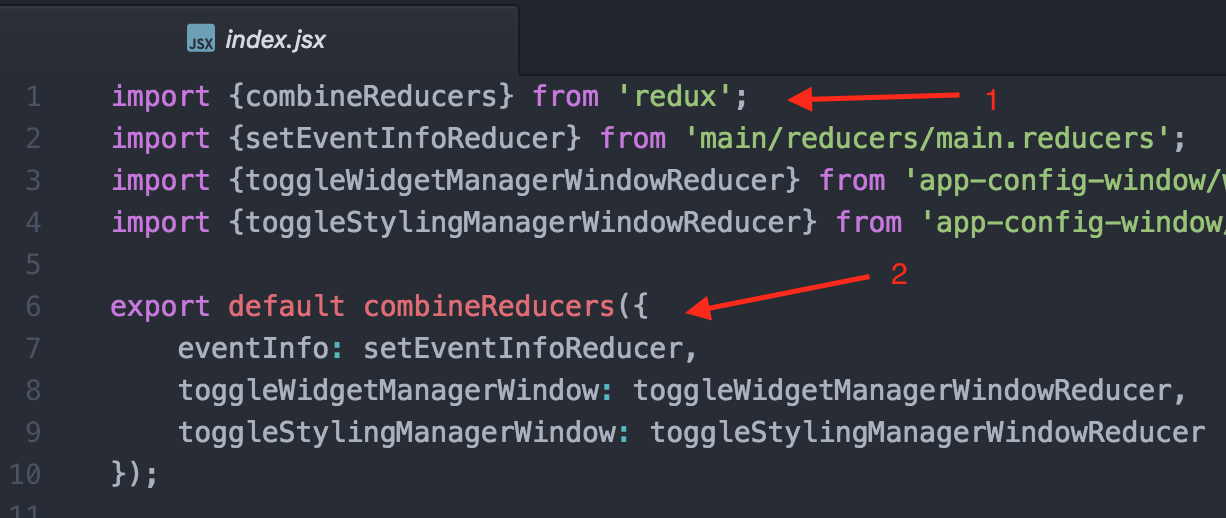 JSX index.jsx
1 import {combineReducers} from 'redux'; 1
2 import {setEventInfoReducer} from 'main/reducers/main.reducers';
3 import {toggleWidgetManagerWindowReducer} from 'app-config-window/
4 import {toggleStylingManagerWindowReducer} from 'app-config-window/
5 2
6 export default combineReducers({
7 eventInfo: setEventInfoReducer,
8 toggleWidgetManagerWindow: toggleWidgetManagerWindowReducer,
9 toggleStylingManagerWindow: toggleStylingManagerWindowReducer
10 });
11